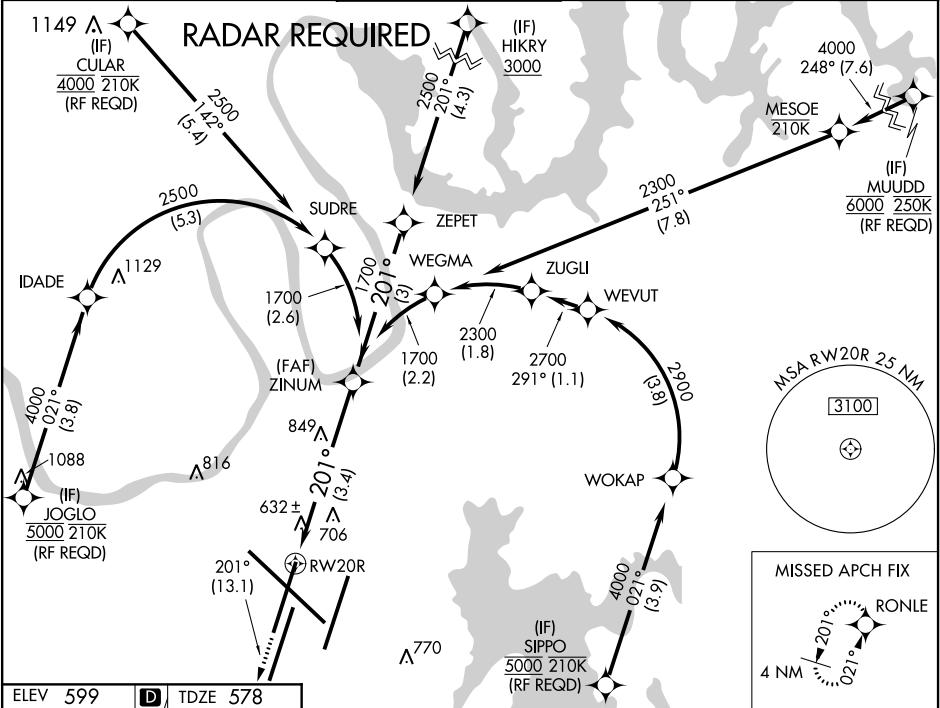 RADAR REQUIRED
1149
(IF)
CULAR
4000 210K
(RF REQD)
2500
142°
(5.4)
(IF)
HIKRY
3000
2500
201°
(4.3)
4000
248° (7.6)
MESOE
210K
(IF)
MUUDD
6000 250K
(RF REQD)
2300
251°
(7.8)
2500
(5.3)
SUDRE
ZEPET
IDADE
1129
1700
(2.6)
1700
201°
(3)
WEGMA
ZUGLI
WEVUT
2300
(1.8)
2700
291° (1.1)
1700
(2.2)
2900
(3.8)
(FAF)
ZINUM
MSA RW20R 25 NM
3100
4000
021°
(3.8)
1088
(IF)
JOGLO
5000 210K
(RF REQD)
816
849
201°
(3.4)
632 ±
706
WOKAP
RW20R
201°
(13.1)
4000
021°
(3.9)
770
(IF)
SIPPO
5000 210K
(RF REQD)
MISSED APCH FIX
RONLE
201°
021°
4 NM
ELEV 599 D TDZE 578